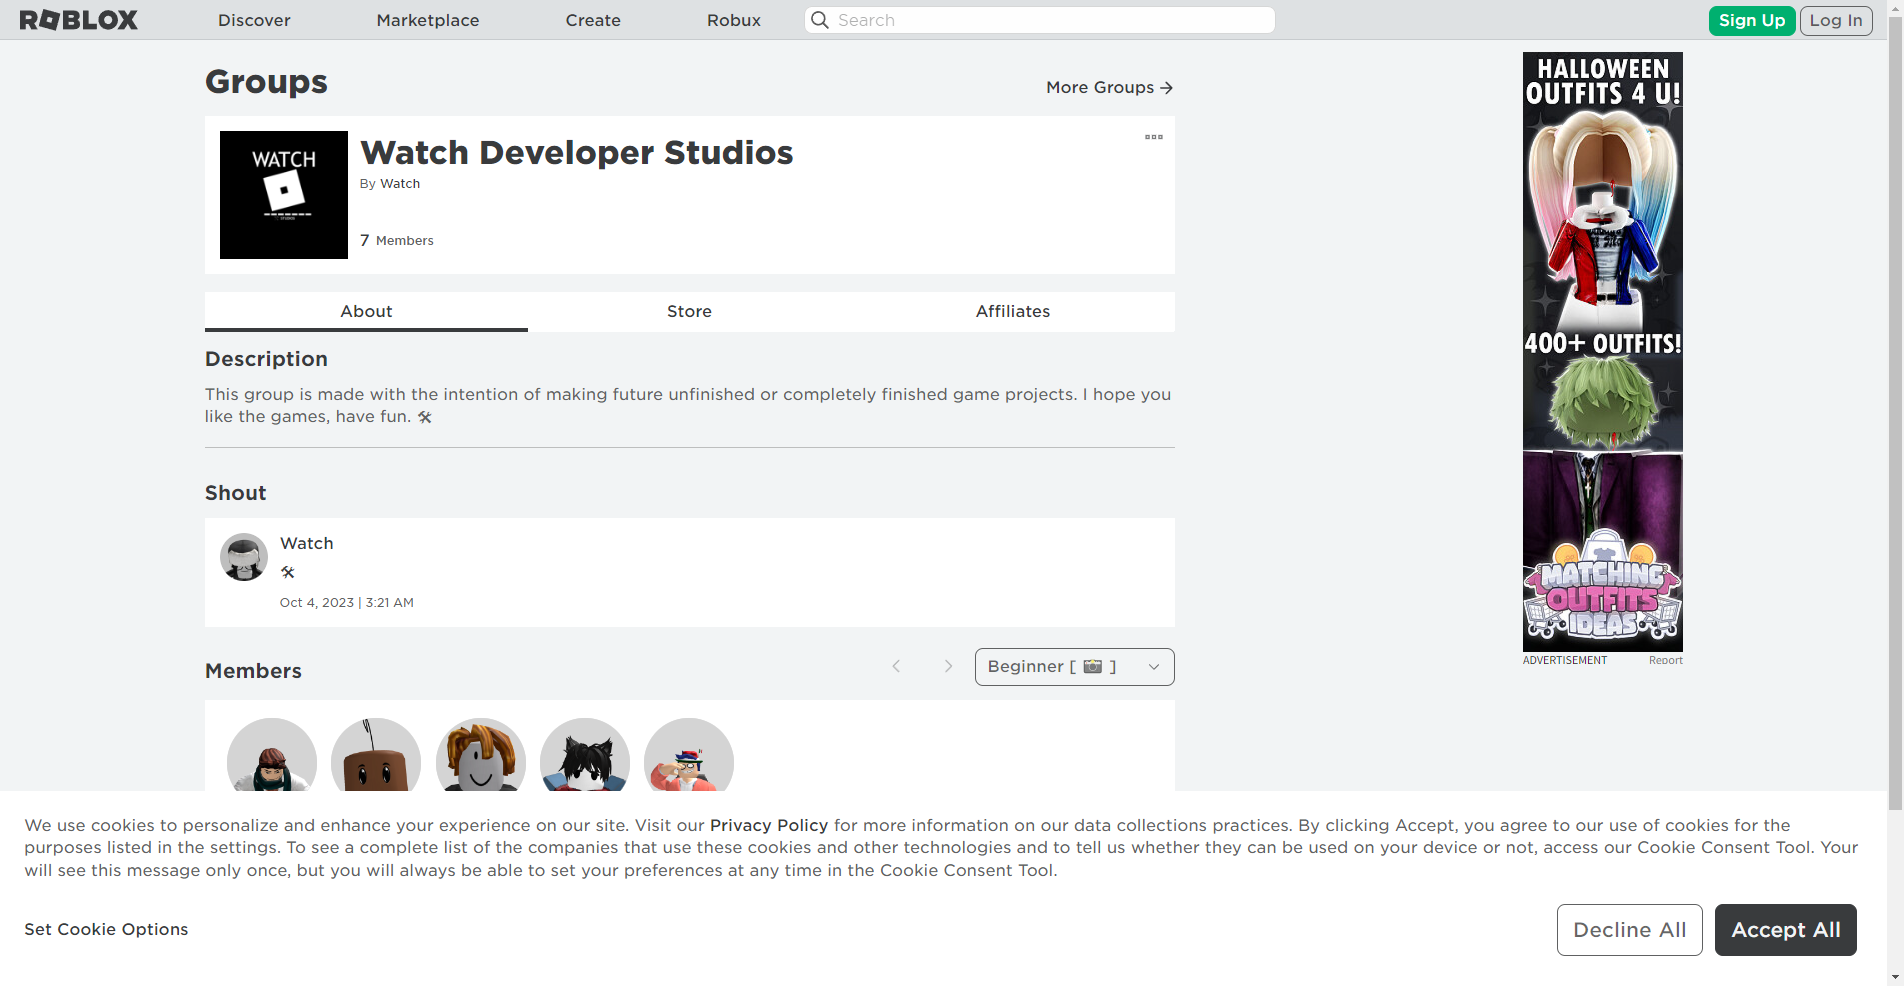 ROBLOX
Discover
Marketplace
Create
Robux
Search
Sign Up
Log In
Groups
More Groups →
WATCH
Watch Developer Studios
By Watch
7 Members
About
Store
Affiliates
Description
This group is made with the intention of making future unfinished or completely finished game projects. I hope you
like the games, have fun. 🛠
Shout
Watch
🛠
Oct 4, 2023 | 3:21 AM
Members
Beginner [ 📷 ]
HALLOWEEN
OUTFITS 4 U!
400+ OUTFITS!
MATCHING
OUTFITS
IDEAS
ADVERTISEMENT
Report
We use cookies to personalize and enhance your experience on our site. Visit our Privacy Policy for more information on our data collections practices. By clicking Accept, you agree to our use of cookies for the
purposes listed in the settings. To see a complete list of the companies that use these cookies and other technologies and to tell us whether they can be used on your device or not, access our Cookie Consent Tool. Your
will see this message only once, but you will always be able to set your preferences at any time in the Cookie Consent Tool.
Set Cookie Options
Decline All
Accept All